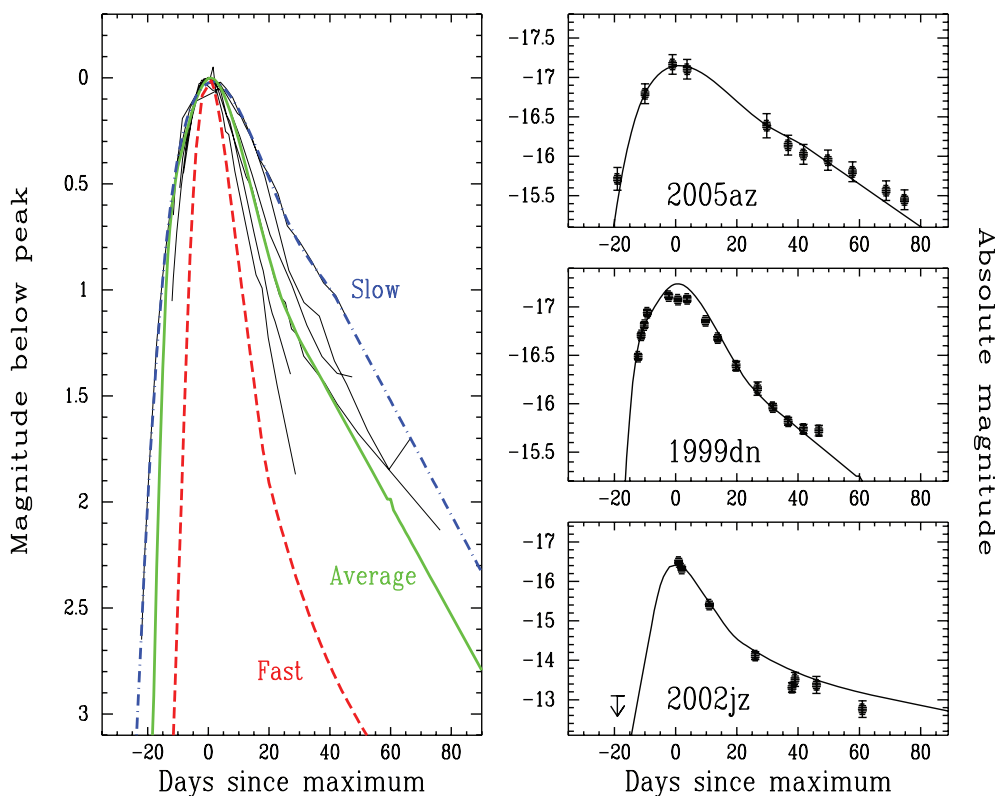 Magnitude below peak
0
0.5
1
1.5
2
2.5
3
Slow
Average
Fast
−20 0 20 40 60 80
Days since maximum
−17.5
−17
−16.5
−16
−15.5
2005az
−20 0 20 40 60 80
−17
−16.5
−16
−15.5
1999dn
−20 0 20 40 60 80
−17
−16
−15
−14
−13
2002jz
−20 0 20 40 60 80
Days since maximum
Absolute magnitude